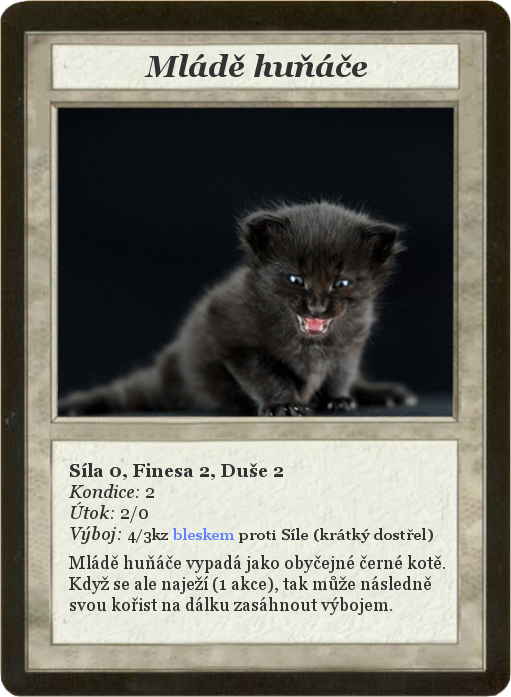 Mládě huňáče
Síla 0, Finesa 2, Duše 2
Kondice: 2
Útok: 2/0
Výboj: 4/3kz bleskem proti Síle (krátký dostřel)
Mládě huňáče vypadá jako obyčejné černé kotě.
Když se ale naježí (1 akce), tak může následně
svou kořist na dálku zasáhnout výbojem.